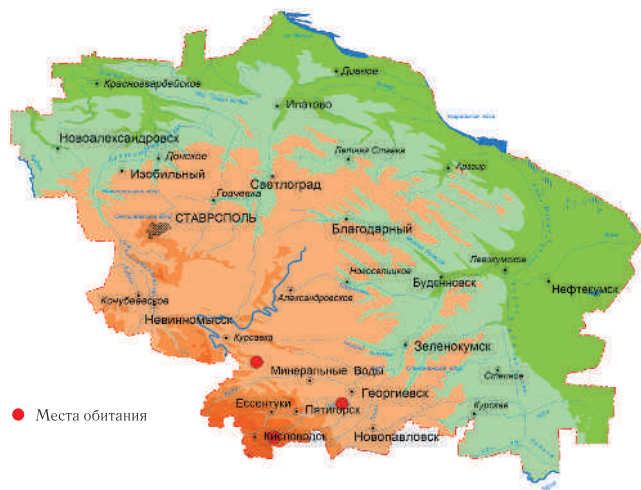 Дивное
Красногвардейское
Ипатово
Новоалександровск
Донское
Летняя Ставка
Изобильный
Арзгир
Светлоград
Грачевка
СТАВРОПОЛЬ
Благодарный
Левокумское
Новоселицкое
Буденновск
Нефтекумск
Кочубеевское
Александровское
Невинномысск
Курсавка
Зеленокумск
Минеральные Воды
Степное
Георгиевск
Ессентуки
Пятигорск
Курская
Места обитания
Кисловодск
Новопавловск